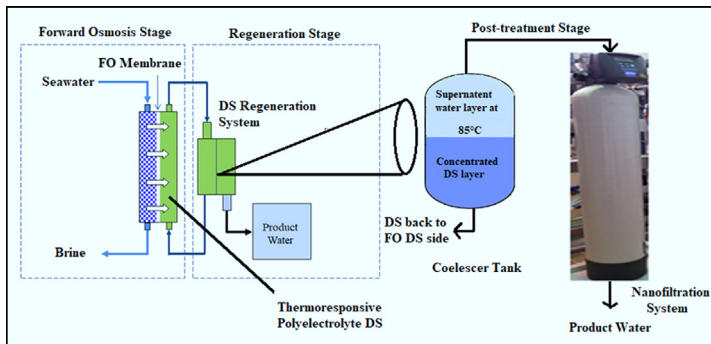 Forward Osmosis Stage
Regeneration Stage
Post-treatment Stage
FO Membrane
Seawater
DS Regeneration
System
Supernatent
water layer at
85°C
Concentrated
DS layer
Product
Water
DS back to
FO DS side
Brine
Coelescer Tank
Thermoresponsive
Polyelectrolyte DS
Nanofiltration
System
Product Water